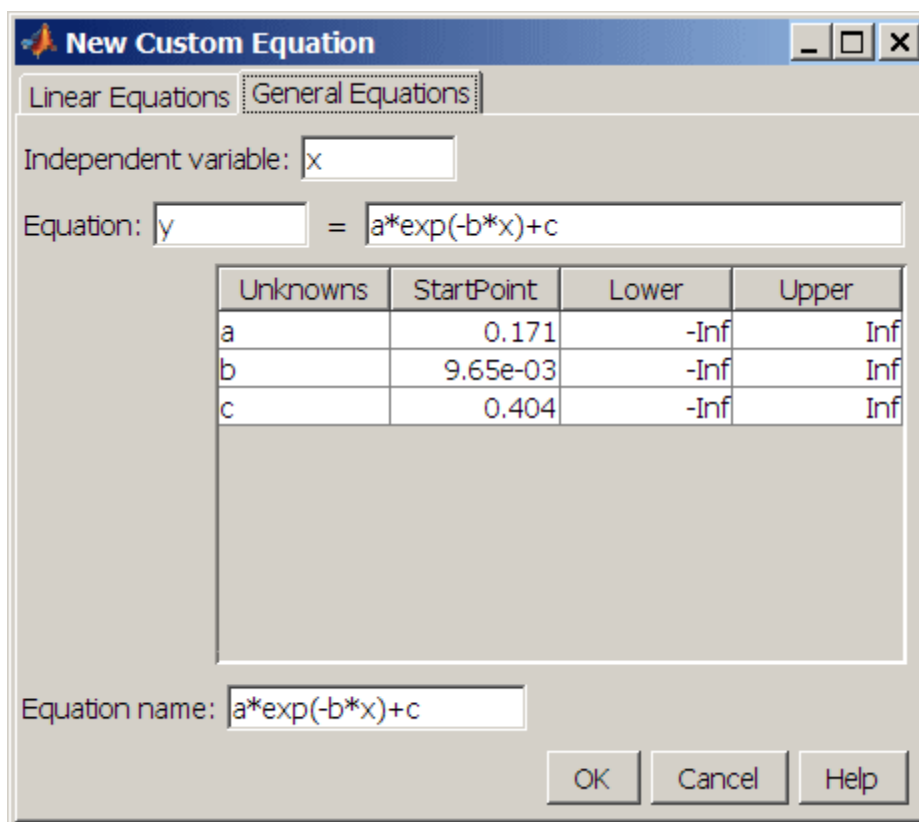 New Custom Equation
Linear Equations General Equations
Independent variable: x
Equation: y = a*exp(-b*x)+c
Unknowns StartPoint Lower Upper
a 0.171 -Inf Inf
b 9.65e-03 -Inf Inf
c 0.404 -Inf Inf
Equation name: a*exp(-b*x)+c
OK Cancel Help